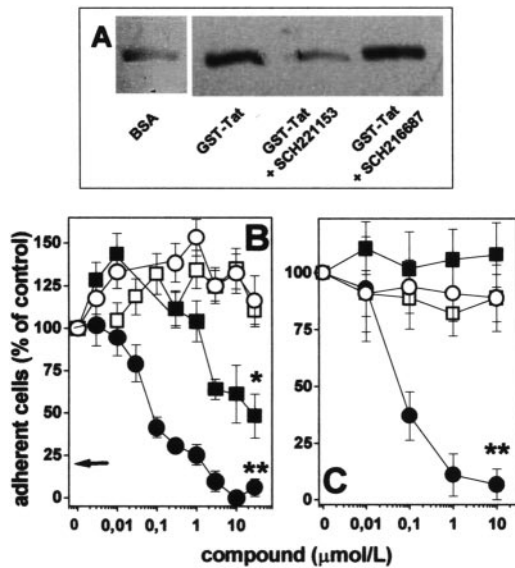 A
BSA
GST-Tat
GST-Tat
+ SCH221153
GST-Tat
+ SCH216687
B
150
125
100
75
50
25
0
adherent cells (% of control)
*
**
0 0,01 0,1 1 10
C
100
75
50
25
0
**
0 0,01 0,1 1 10
compound (μmol/L)